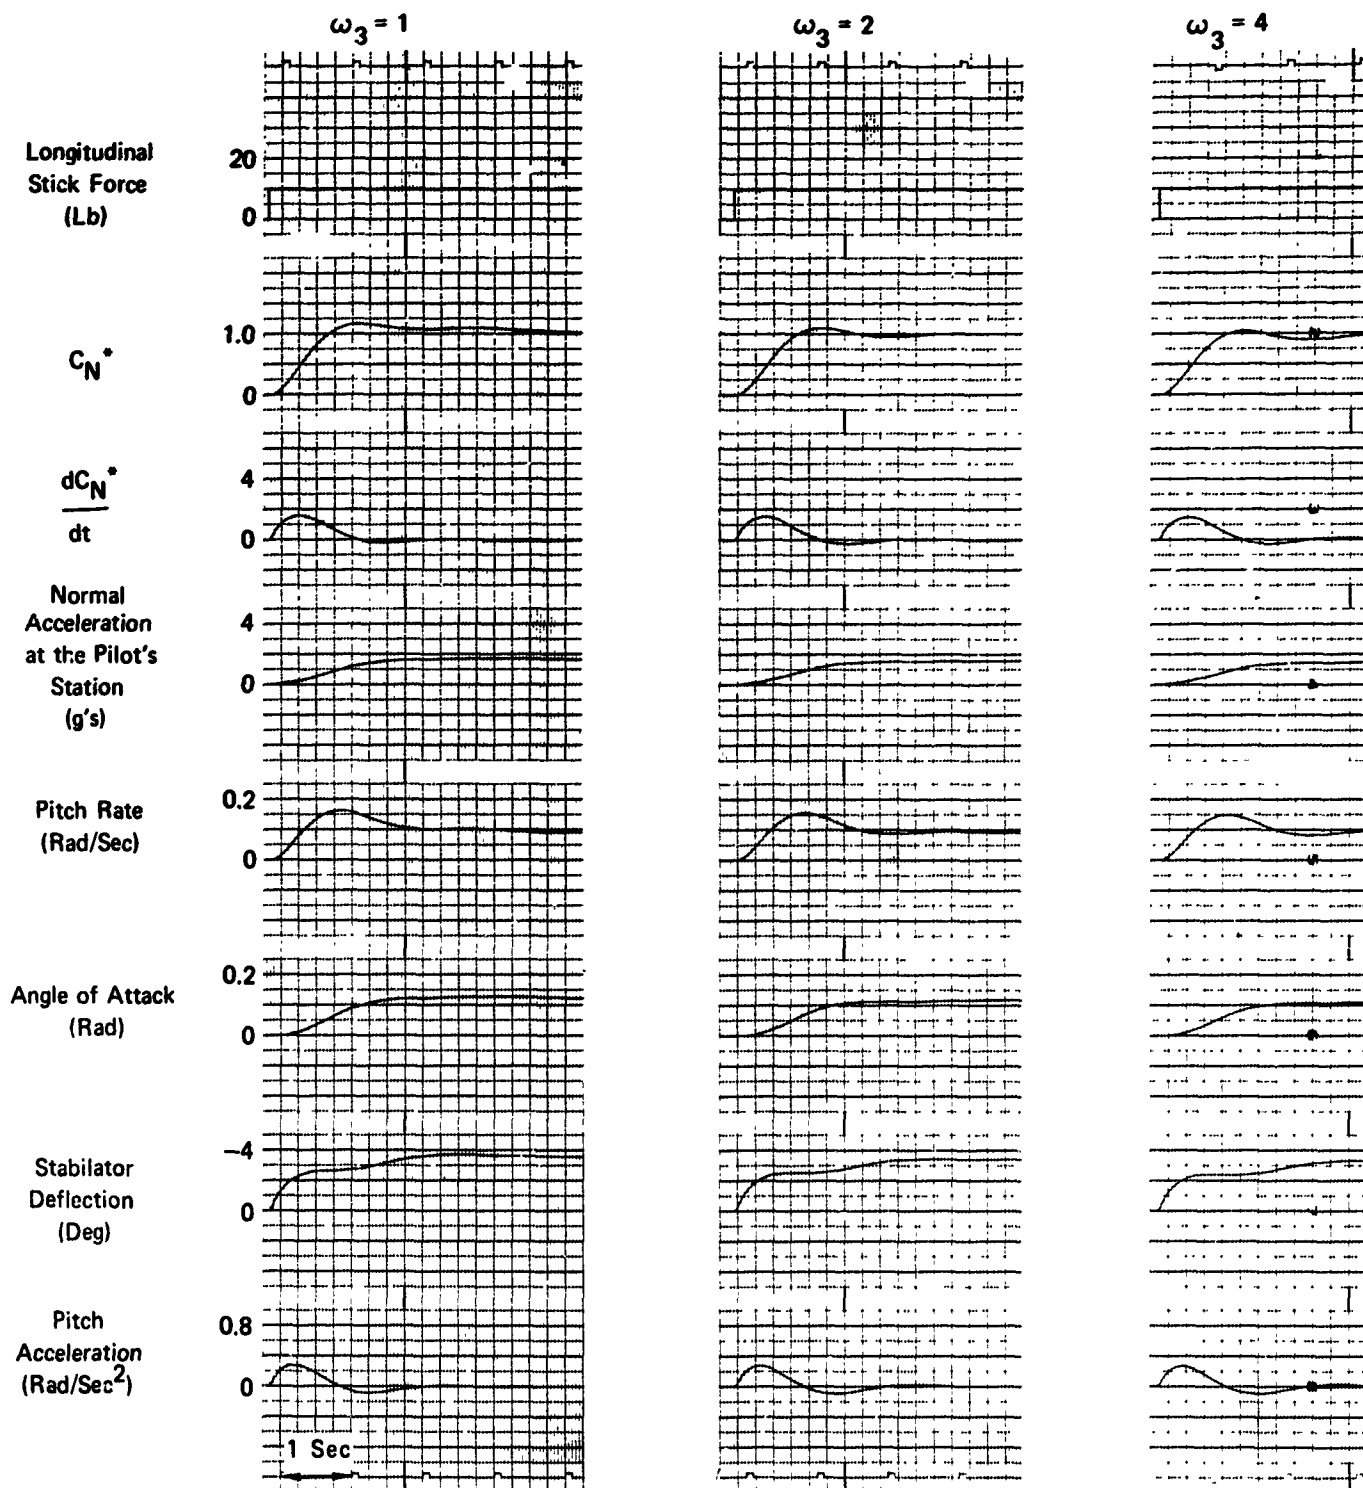 ω3 = 1
ω3 = 2
ω3 = 4
Longitudinal
Stick Force
(Lb)
20
0
CN*
1.0
0
dCN*
dt
4
0
Normal
Acceleration
at the Pilot's
Station
(g's)
4
0
Pitch Rate
(Rad/Sec)
0.2
0
Angle of Attack
(Rad)
0.2
0
Stabilator
Deflection
(Deg)
−4
0
Pitch
Acceleration
(Rad/Sec2)
0.8
0
1 Sec